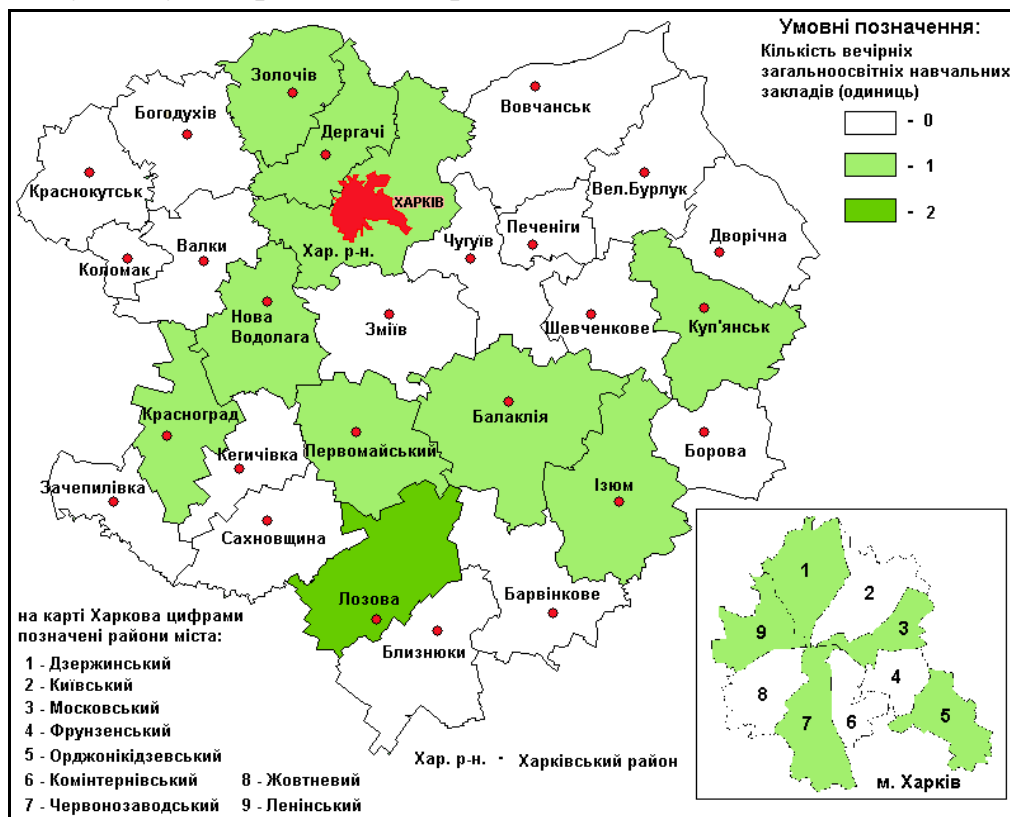 Умовні позначення:
Кількість вечірніх
загальноосвітніх навчальних
закладів (одиниць)
- 0
- 1
- 2
Золочів
Богодухів
Вовчанськ
Дергачі
Краснокутськ
Вел.Бурлук
ХАРКІВ
Печеніги
Валки
Хар. р-н.
Чугуїв
Дворічна
Коломак
Нова
Водолага
Зміїв
Шевченкове
Куп'янськ
Красноград
Балаклія
Первомайський
Борова
Кегичівка
Зачепилівка
Ізюм
Сахновщина
Лозова
Барвінкове
Близнюки
на карті Харкова цифрами
позначені райони міста:
1 - Дзержинський
2 - Київський
3 - Московський
4 - Фрунзенський
5 - Орджонікідзевський
6 - Комінтернівський
7 - Червонозаводський
8 - Жовтневий
9 - Ленінський
Хар. р-н. - Харківський район
1
2
3
9
4
8
5
7
6
м. Харків